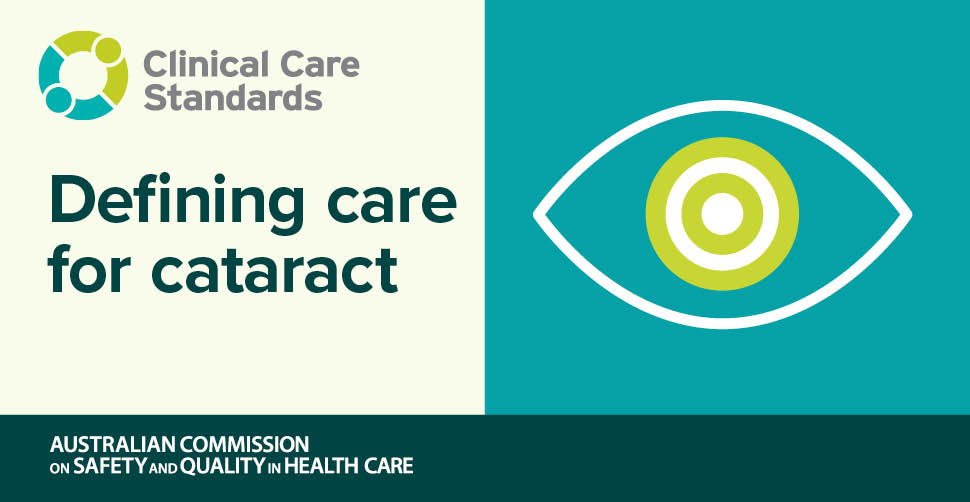 Clinical Care
Standards
Defining care
for cataract
AUSTRALIAN COMMISSION
ON SAFETY AND QUALITY IN HEALTH CARE